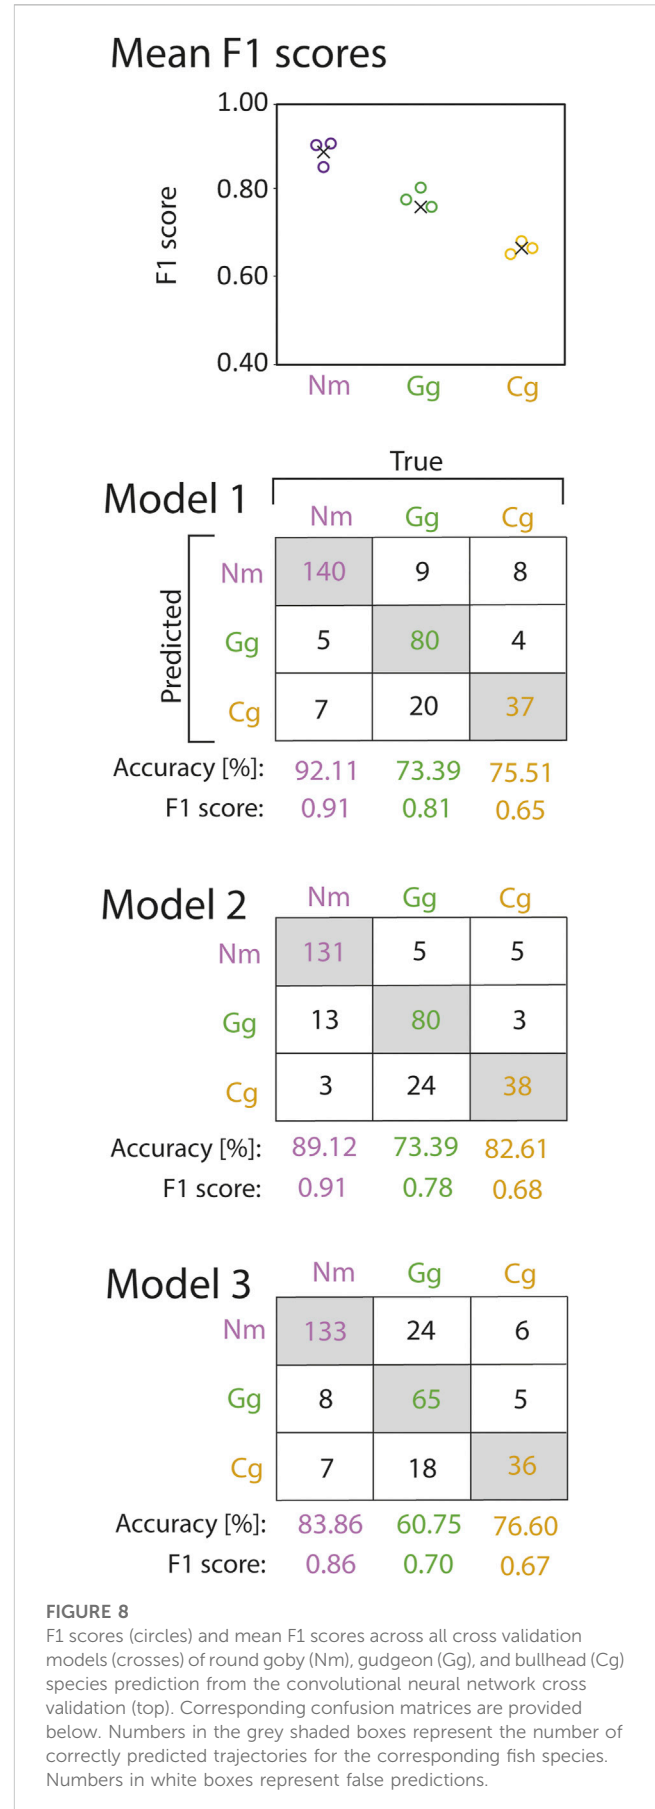 Mean F1 scores
1.00
0.80
0.60
0.40
F1 score
Nm Gg Cg
True
Model 1
Nm Gg Cg
Predicted
Nm 140 9 8
Gg 5 80 4
Cg 7 20 37
Accuracy [%]: 92.11 73.39 75.51
F1 score: 0.91 0.81 0.65
Model 2
Nm Gg Cg
Nm 131 5 5
Gg 13 80 3
Cg 3 24 38
Accuracy [%]: 89.12 73.39 82.61
F1 score: 0.91 0.78 0.68
Model 3
Nm Gg Cg
Nm 133 24 6
Gg 8 65 5
Cg 7 18 36
Accuracy [%]: 83.86 60.75 76.60
F1 score: 0.86 0.70 0.67
FIGURE 8
F1 scores (circles) and mean F1 scores across all cross validation
models (crosses) of round goby (Nm), gudgeon (Gg), and bullhead (Cg)
species prediction from the convolutional neural network cross
validation (top). Corresponding confusion matrices are provided
below. Numbers in the grey shaded boxes represent the number of
correctly predicted trajectories for the corresponding fish species.
Numbers in white boxes represent false predictions.